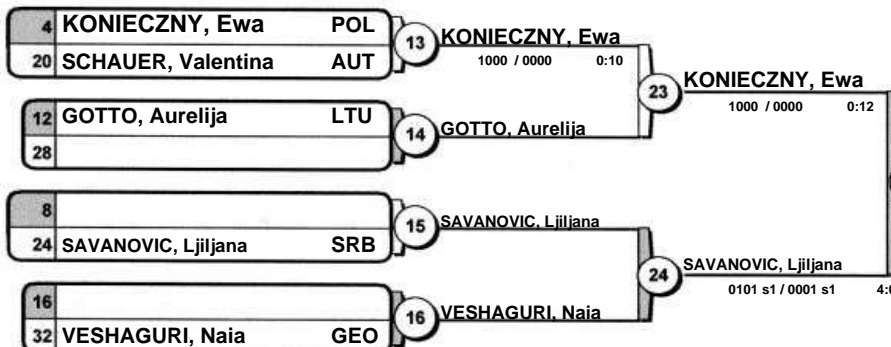 4 KONIECZNY, Ewa POL
20 SCHAUER, Valentina AUT
13
KONIECZNY, Ewa
1000 / 0000 0:10
12 GOTTO, Aurelija LTU
28
14
GOTTO, Aurelija
23
KONIECZNY, Ewa
1000 / 0000 0:12
8
24 SAVANOVIC, Ljiljana SRB
15
SAVANOVIC, Ljiljana
16
32 VESHAGURI, Naia GEO
16
VESHAGURI, Naia
24
SAVANOVIC, Ljiljana
0101 s1 / 0001 s1